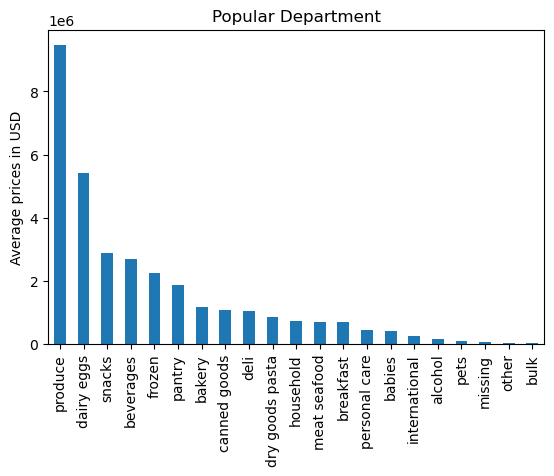 Popular Department
1e6
Average prices in USD
8
6
4
2
0
produce
dairy eggs
snacks
beverages
frozen
pantry
bakery
canned goods
deli
dry goods pasta
household
meat seafood
breakfast
personal care
babies
international
alcohol
pets
missing
other
bulk